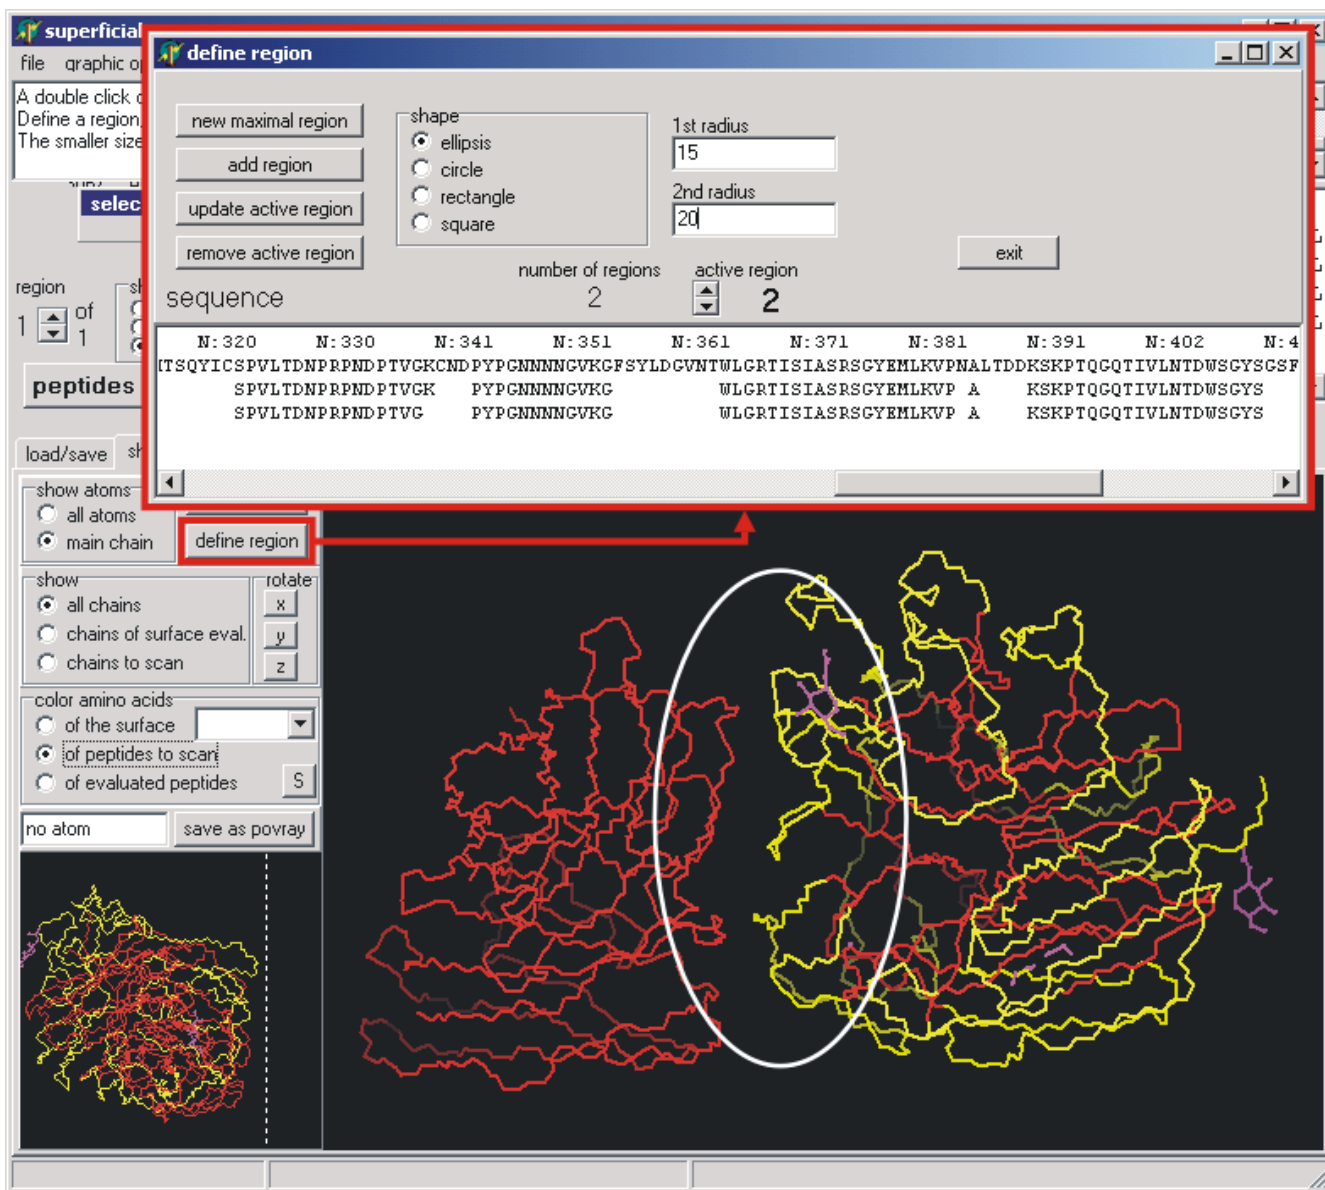 superficial
define region
file graphic o
A double click
Define a region,
The smaller size
new maximal region
add region
update active region
remove active region
shape
ellipsis
circle
rectangle
square
1st radius
15
2nd radius
20
exit
number of regions
2
active region
2
selec
region
1 of 1
sh
peptides
sequence
N:320 N:330 N:341 N:351 N:361 N:371 N:381 N:391 N:402 N:4
ITSQYICSPVLTDNPRPNDPTVGKCNDPYPGNNNNGVKGFSYLDGVNTWLGRTISIASRSGYEMLKVPNALTDDKSKPTQGQTIVLNTDWSGYSGSF
SPVLTDNPRPNDPTVGK PYPGNNNNGVKG WLGRTISIASRSGYEMLKVP A KSKPTQGQTIVLNTDWSGYS
SPVLTDNPRPNDPTVG PYPGNNNNGVKG WLGRTISIASRSGYEMLKVP A KSKPTQGQTIVLNTDWSGYS
load/save sh
show atoms
all atoms
main chain
define region
show
all chains
chains of surface eval.
chains to scan
rotate
x
y
z
color amino acids
of the surface
of peptides to scan
of evaluated peptides
S
no atom
save as povray